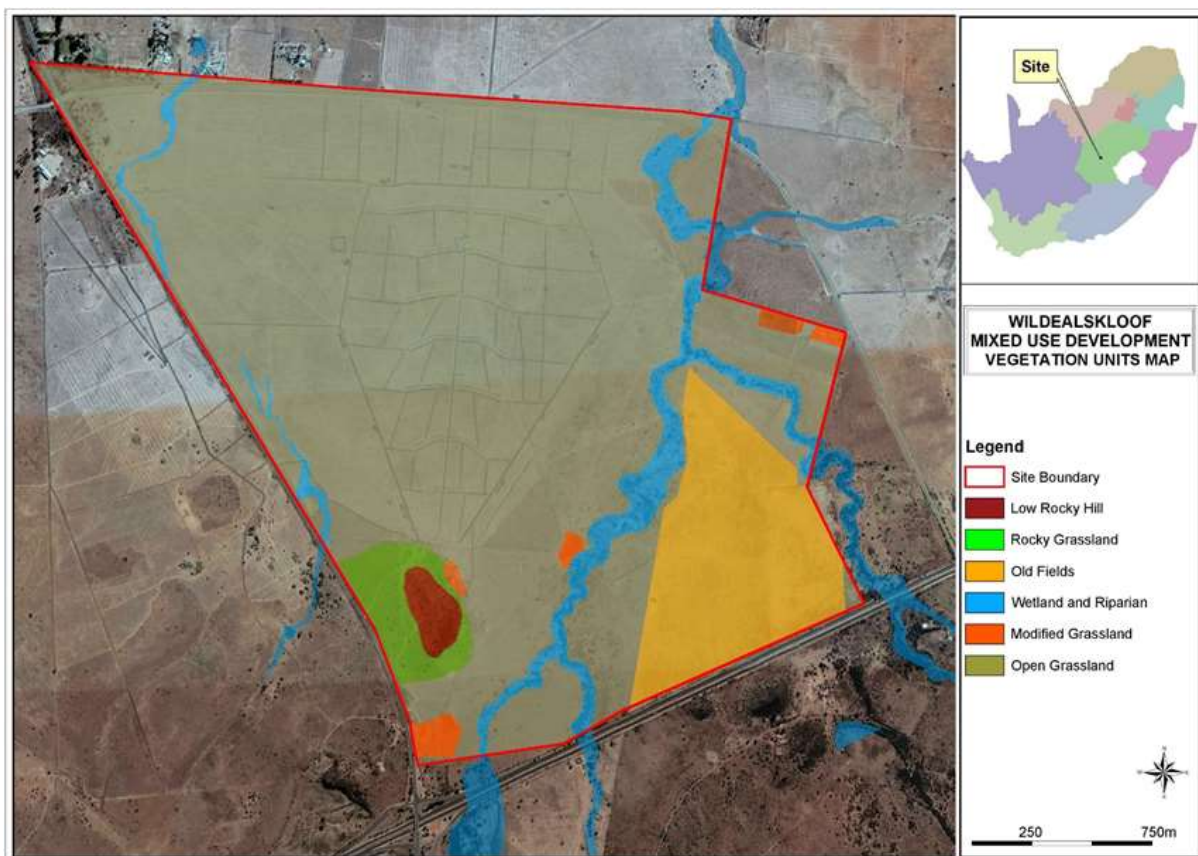 Site
WILDEALSKLOOF
MIXED USE DEVELOPMENT
VEGETATION UNITS MAP
Legend
Site Boundary
Low Rocky Hill
Rocky Grassland
Old Fields
Wetland and Riparian
Modified Grassland
Open Grassland
250 750m